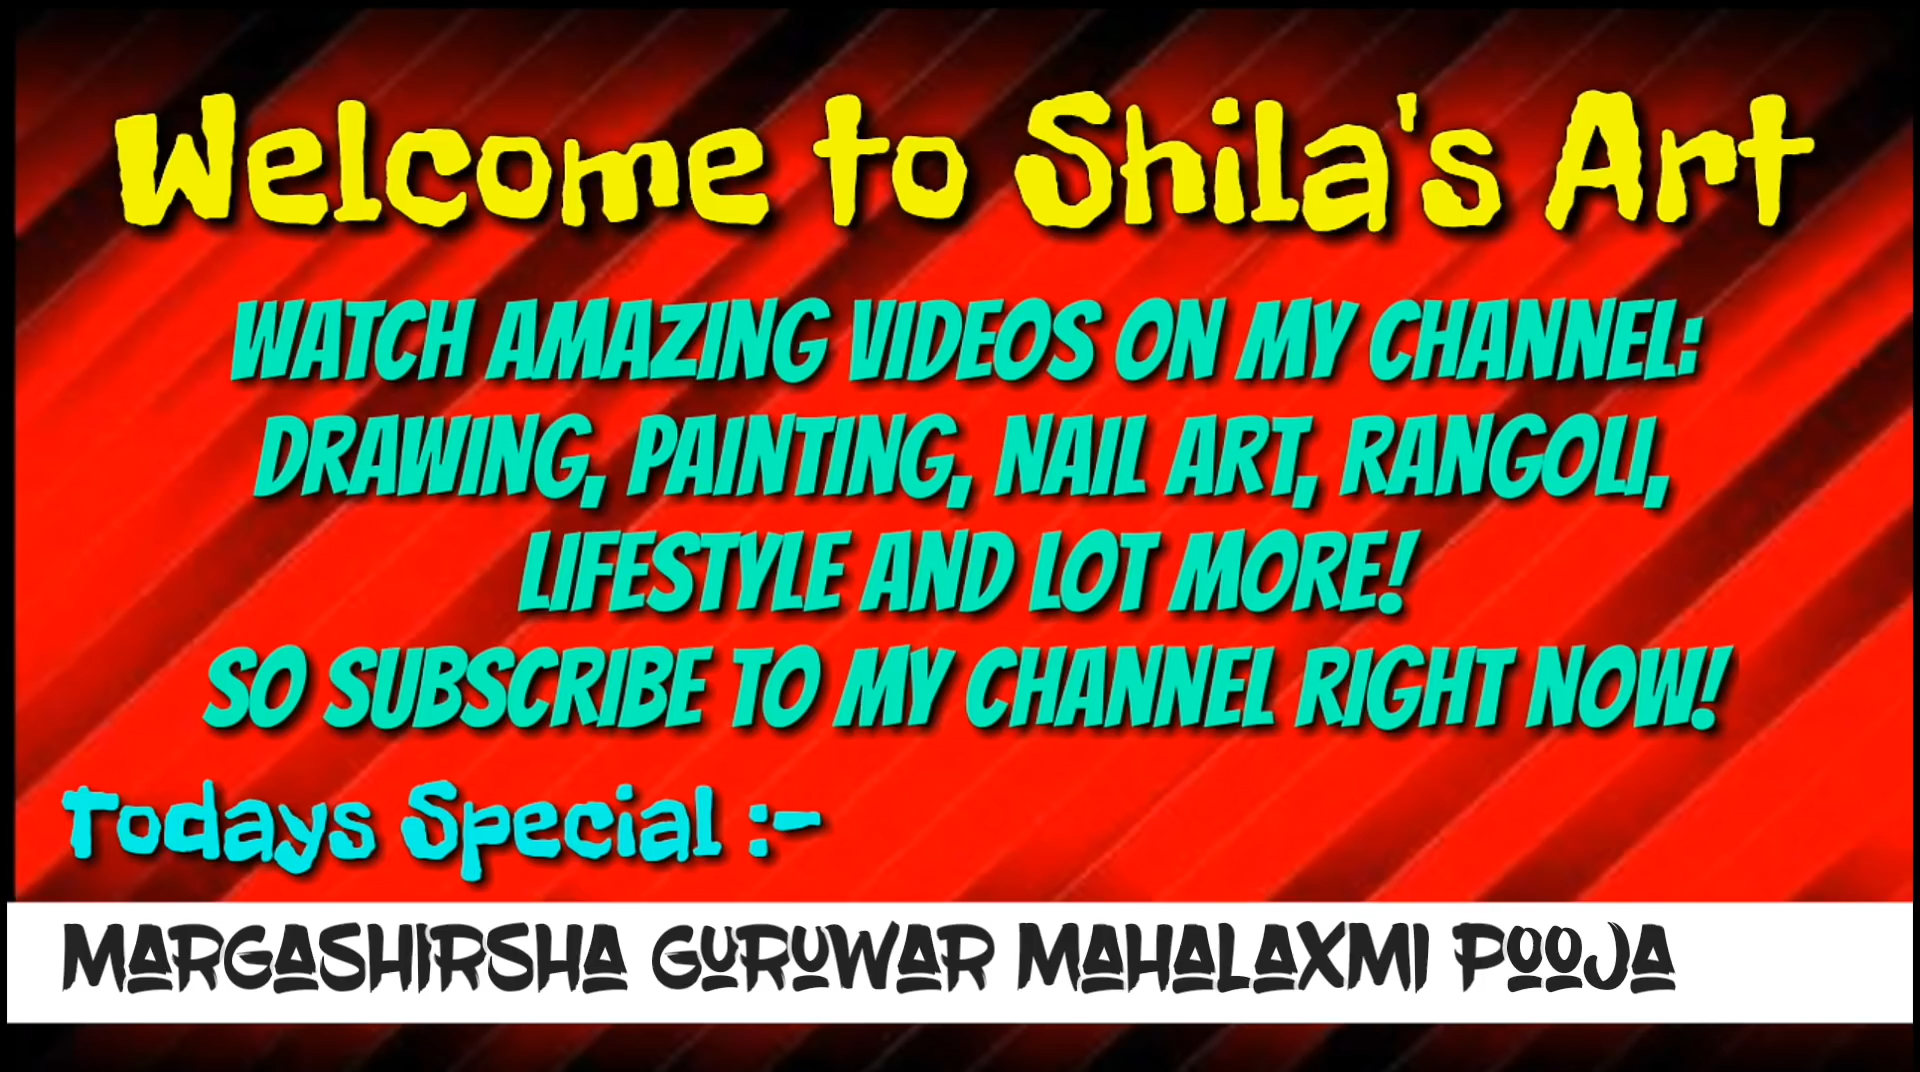 Welcome to Shila's Art
WATCH AMAZING VIDEOS ON MY CHANNEL:
DRAWING, PAINTING, NAIL ART, RANGOLI,
LIFESTYLE AND LOT MORE!
SO SUBSCRIBE TO MY CHANNEL RIGHT NOW!
Todays Special :-
MARGASHIRSHA GURUWAR MAHALAXMI POOJA